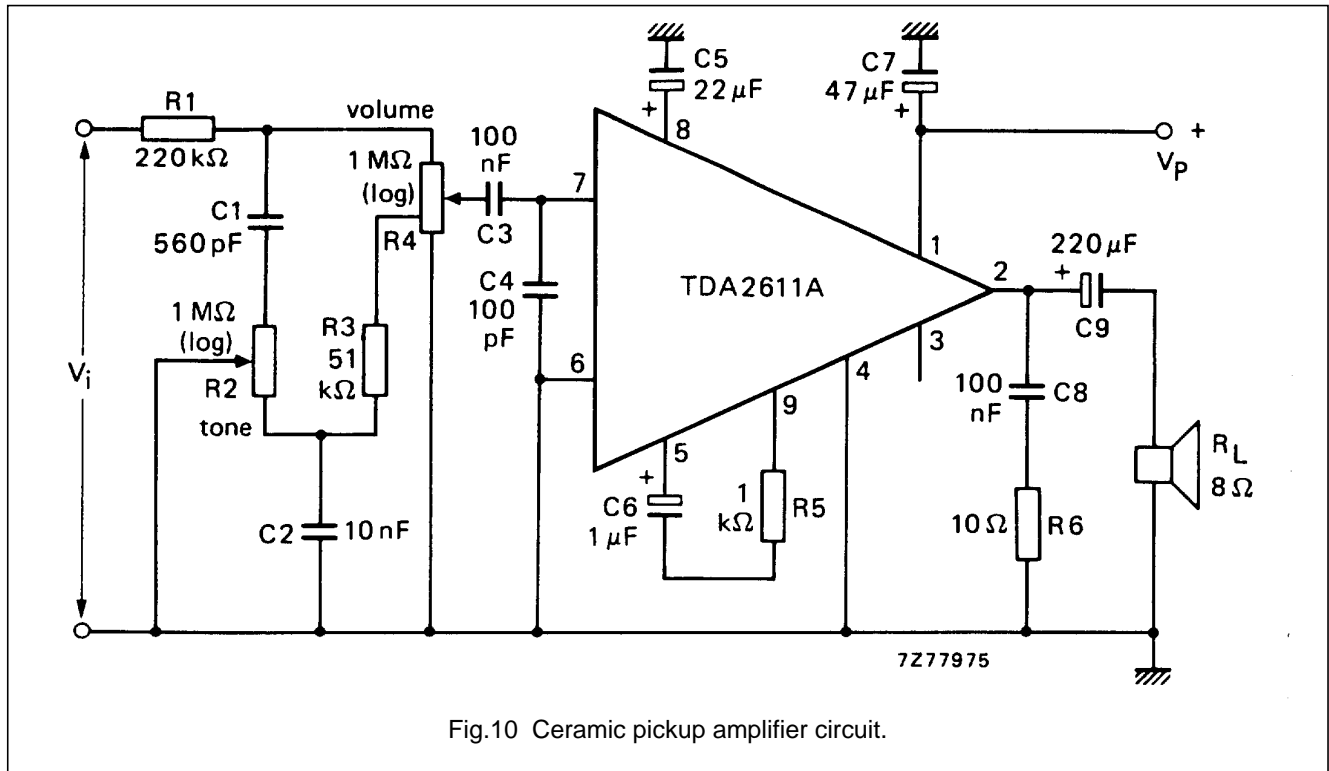 C5
22 µF
+
8
C7
47 µF
+
+
V_P
R1
220 kΩ
volume
1 MΩ
(log)
R4
100
nF
C3
7
C1
560 pF
C4
100
pF
TDA2611A
1
2
220 µF
+
C9
1 MΩ
(log)
R2
tone
R3
51
kΩ
V_i
6
3
4
9
5
+
C6
1 µF
1
kΩ
R5
100
nF
C8
R_L
8 Ω
C2
10 nF
10 Ω
R6
7Z77975
Fig.10 Ceramic pickup amplifier circuit.